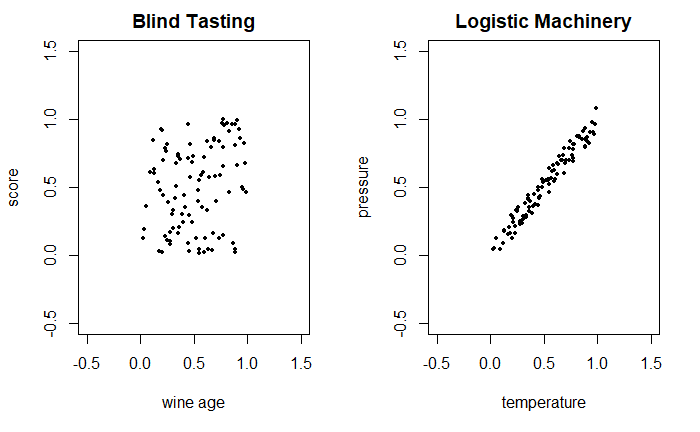 Blind Tasting
score
1.5
1.0
0.5
0.0
-0.5
-0.5 0.0 0.5 1.0 1.5
wine age
Logistic Machinery
pressure
1.5
1.0
0.5
0.0
-0.5
-0.5 0.0 0.5 1.0 1.5
temperature